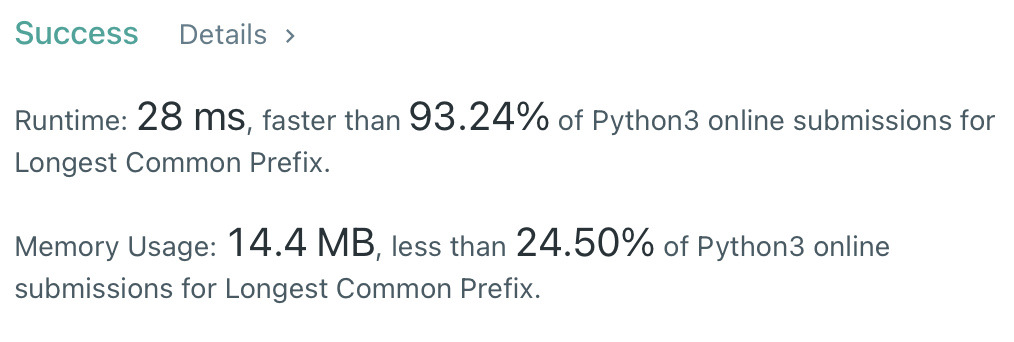 Success Details >
Runtime: 28 ms, faster than 93.24% of Python3 online submissions for
Longest Common Prefix.
Memory Usage: 14.4 MB, less than 24.50% of Python3 online
submissions for Longest Common Prefix.